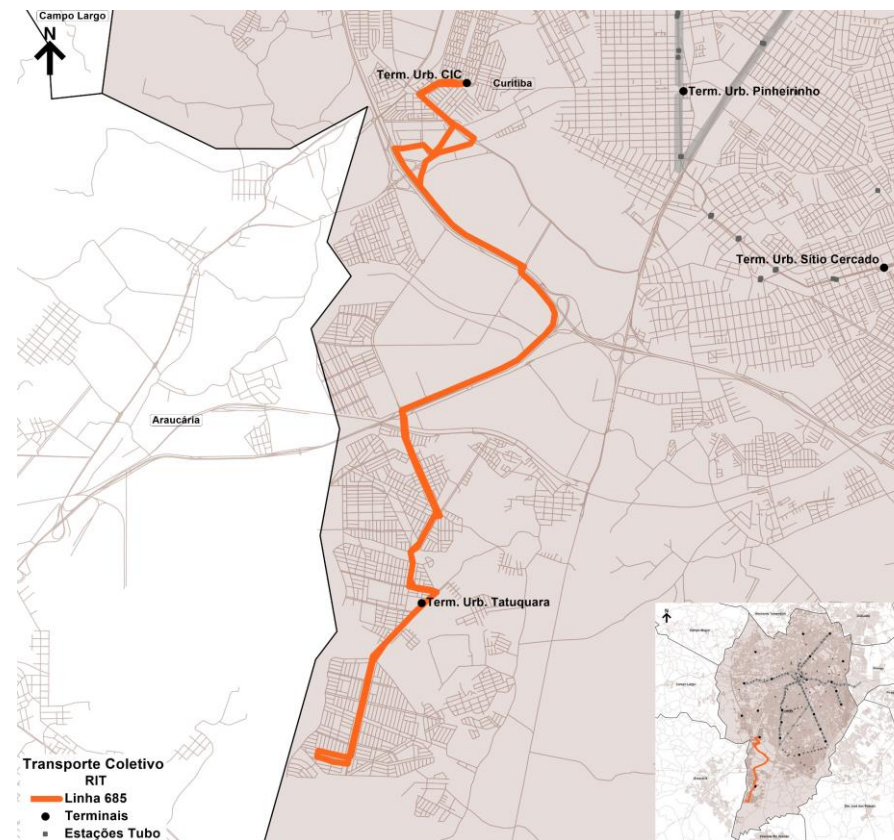 Campo Largo
N
Term. Urb. CIC
Curitiba
Term. Urb. Pinheirinho
Term. Urb. Sítio Cercado
Araucária
Term. Urb. Tatuquara
Transporte Coletivo
RIT
Linha 685
Terminais
Estações Tubo
N